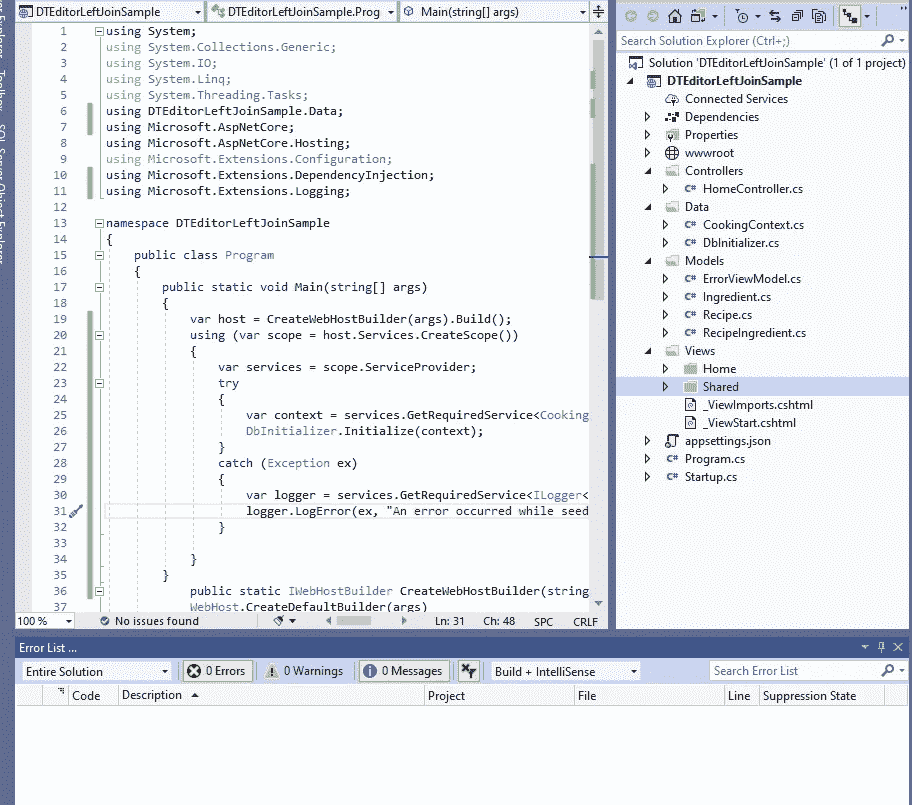 DTEditorLeftJoinSample
DTEditorLeftJoinSample.Prog
Main(string[] args)
Toolbox
SQL Server Object Explorer
1 using System;
2 using System.Collections.Generic;
3 using System.IO;
4 using System.Linq;
5 using System.Threading.Tasks;
6 using DTEditorLeftJoinSample.Data;
7 using Microsoft.AspNetCore;
8 using Microsoft.AspNetCore.Hosting;
9 using Microsoft.Extensions.Configuration;
10 using Microsoft.Extensions.DependencyInjection;
11 using Microsoft.Extensions.Logging;
12
13 namespace DTEditorLeftJoinSample
14 {
15 public class Program
16 {
17 public static void Main(string[] args)
18 {
19 var host = CreateWebHostBuilder(args).Build();
20 using (var scope = host.Services.CreateScope())
21 {
22 var services = scope.ServiceProvider;
23 try
24 {
25 var context = services.GetRequiredService<Cooking
26 DbInitializer.Initialize(context);
27 }
28 catch (Exception ex)
29 {
30 var logger = services.GetRequiredService<ILogger<
31 logger.LogError(ex, "An error occurred while seed
32 }
33
34 }
35 }
36 public static IWebHostBuilder CreateWebHostBuilder(string
37 WebHost.CreateDefaultBuilder(args)
100 %
No issues found
Ln: 31 Ch: 48 SPC CRLF
Search Solution Explorer (Ctrl+;)
Solution 'DTEditorLeftJoinSample' (1 of 1 project)
DTEditorLeftJoinSample
Connected Services
Dependencies
Properties
wwwroot
Controllers
C# HomeController.cs
Data
C# CookingContext.cs
C# DbInitializer.cs
Models
C# ErrorViewModel.cs
C# Ingredient.cs
C# Recipe.cs
C# RecipeIngredient.cs
Views
Home
Shared
_ViewImports.cshtml
_ViewStart.cshtml
appsettings.json
C# Program.cs
C# Startup.cs
Error List ...
Entire Solution
0 Errors
0 Warnings
0 Messages
Build + IntelliSense
Search Error List
Code Description Project File Line Suppression State